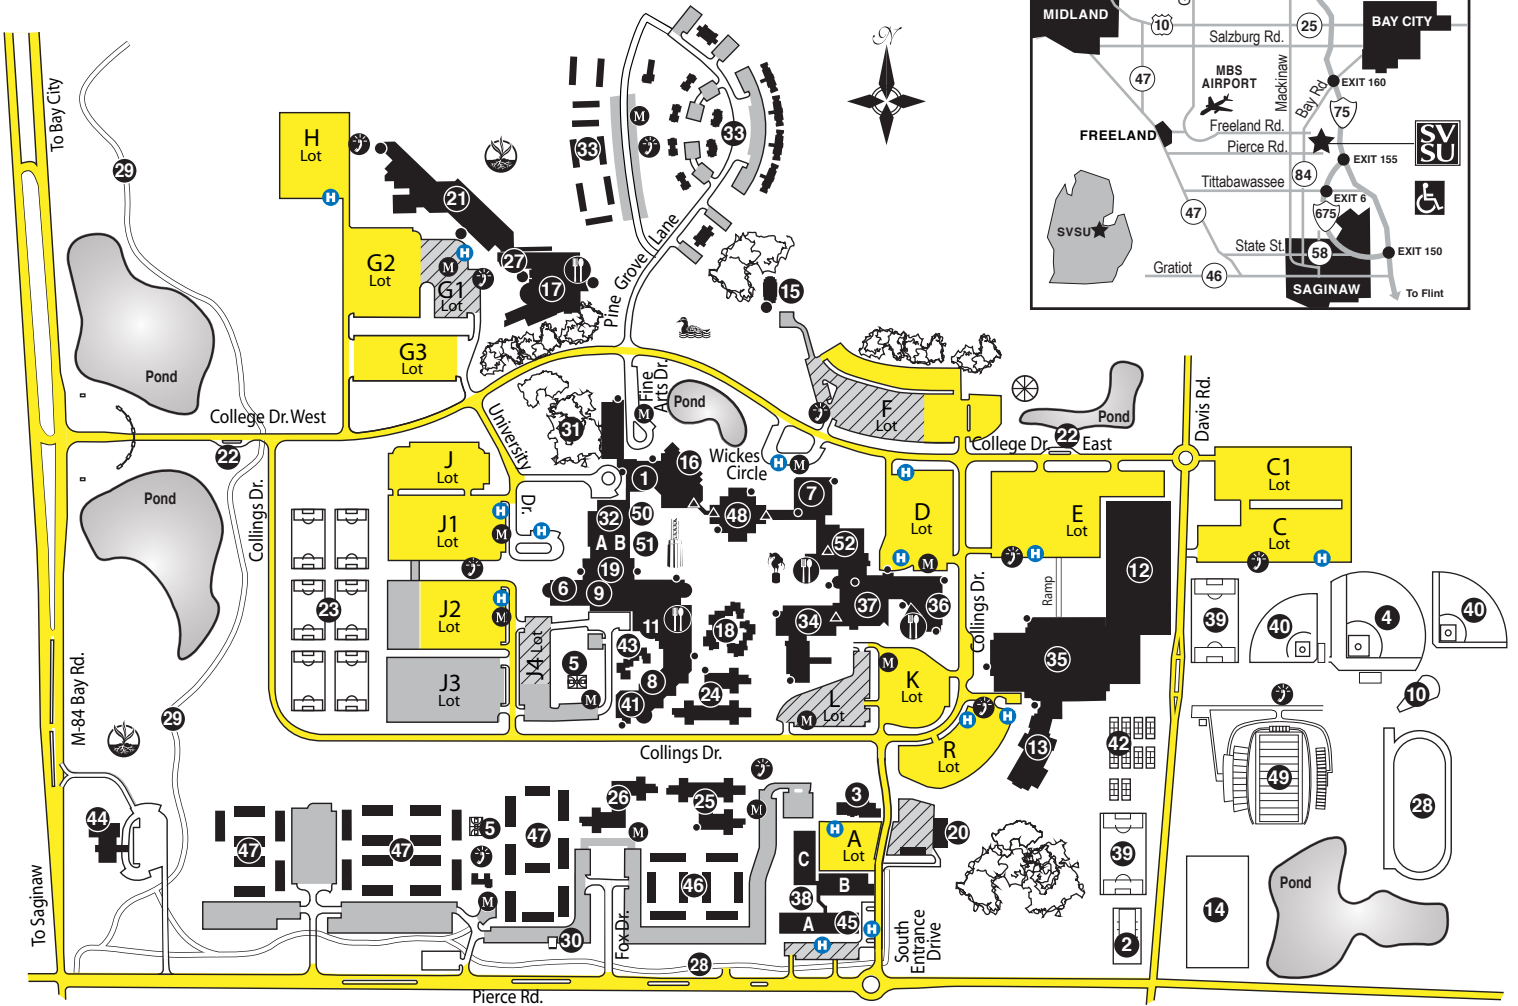 MIDLAND
10
25
BAY CITY
Salzburg Rd.
47
MBS
AIRPORT
Mackinaw
Bay Rd.
EXIT 160
75
FREELAND
Freeland Rd.
Pierce Rd.
SV
SU
EXIT 155
84
Tittabawassee
EXIT 6
47
675
SVSU
State St.
58
EXIT 150
Gratiot
46
SAGINAW
To Flint
N
To Bay City
29
H
Lot
H
21
33
M
33
G2
Lot
H
M
G1
Lot
27
17
Pine Grove Lane
15
G3
Lot
Pond
College Dr. West
22
University
Dr.
31
Fine
Arts Dr.
M
Pond
Wickes
Circle
H
M
F
Lot
Pond
22
College Dr.
East
Davis Rd.
C1
Lot
C
Lot
H
J
Lot
J1
Lot
H
M
H
Pond
Collings Dr.
23
J2
Lot
H
M
J3
Lot
J4 Lot
1
16
32
50
A
B
51
19
6
9
11
48
7
52
37
36
34
18
43
5
8
41
24
M
D
Lot
H
H
M
E
Lot
H
Ramp
12
Collings Dr.
35
39
40
4
40
10
M
K
Lot
L
Lot
M
H
H
R
Lot
13
42
49
28
M-84 Bay Rd.
29
Collings Dr.
44
To Saginaw
47
47
5
M
47
30
26
25
M
M
46
Fox Dr.
28
3
H
A
Lot
20
C
B
38
A
45
H
H
South
Entrance
Drive
39
2
14
Pond
Pierce Rd.